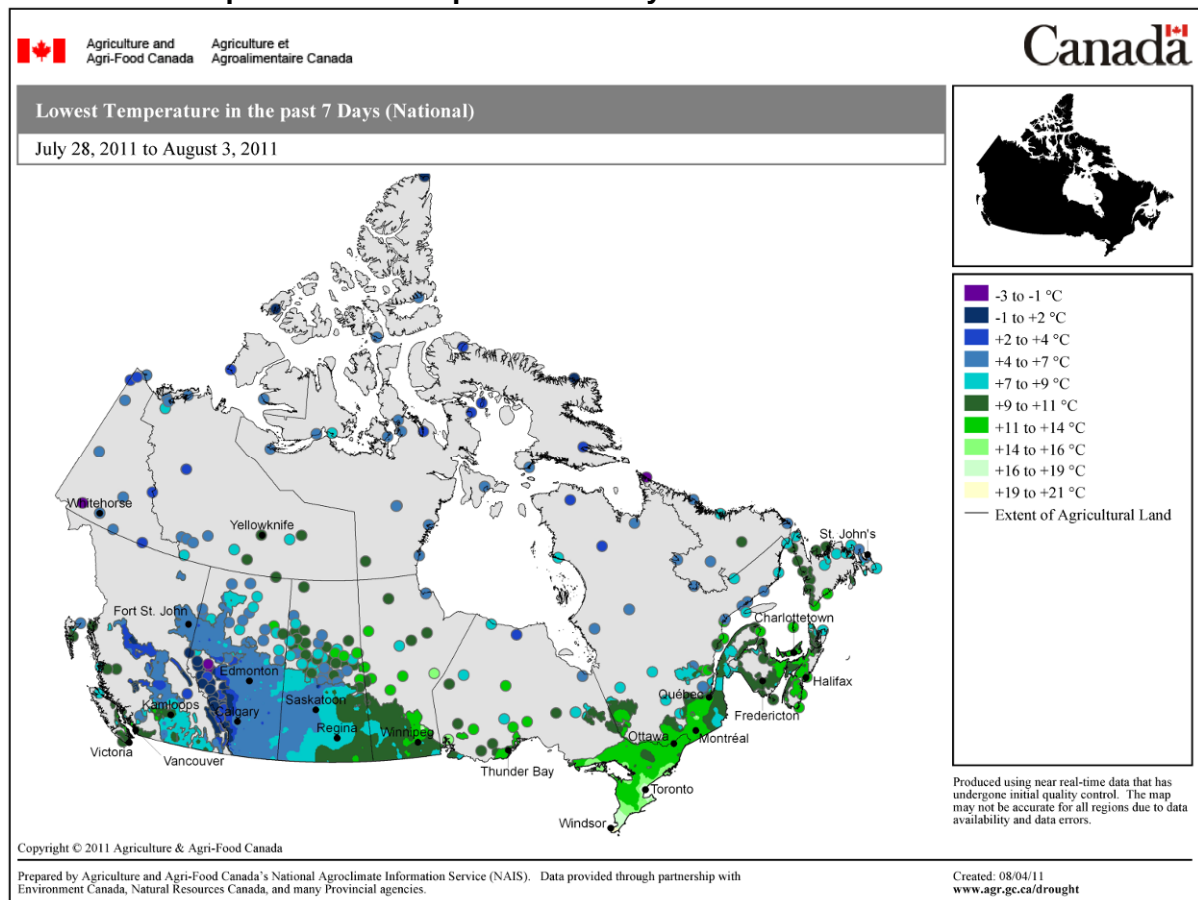 Agriculture and
Agri-Food Canada
Agriculture et
Agroalimentaire Canada
Canada
Lowest Temperature in the past 7 Days (National)
July 28, 2011 to August 3, 2011
-3 to -1 °C
-1 to +2 °C
+2 to +4 °C
+4 to +7 °C
+7 to +9 °C
+9 to +11 °C
+11 to +14 °C
+14 to +16 °C
+16 to +19 °C
+19 to +21 °C
Extent of Agricultural Land
Whitehorse
Yellowknife
St. John's
Fort St. John
Charlottetown
Edmonton
Halifax
Québec
Kamloops
Calgary
Saskatoon
Fredericton
Regina
Winnipeg
Ottawa
Montréal
Victoria
Vancouver
Thunder Bay
Toronto
Windsor
Produced using near real-time data that has
undergone initial quality control. The map
may not be accurate for all regions due to data
availability and data errors.
Copyright © 2011 Agriculture & Agri-Food Canada
Prepared by Agriculture and Agri-Food Canada's National Agroclimate Information Service (NAIS). Data provided through partnership with
Environment Canada, Natural Resources Canada, and many Provincial agencies.
Created: 08/04/11
www.agr.gc.ca/drought